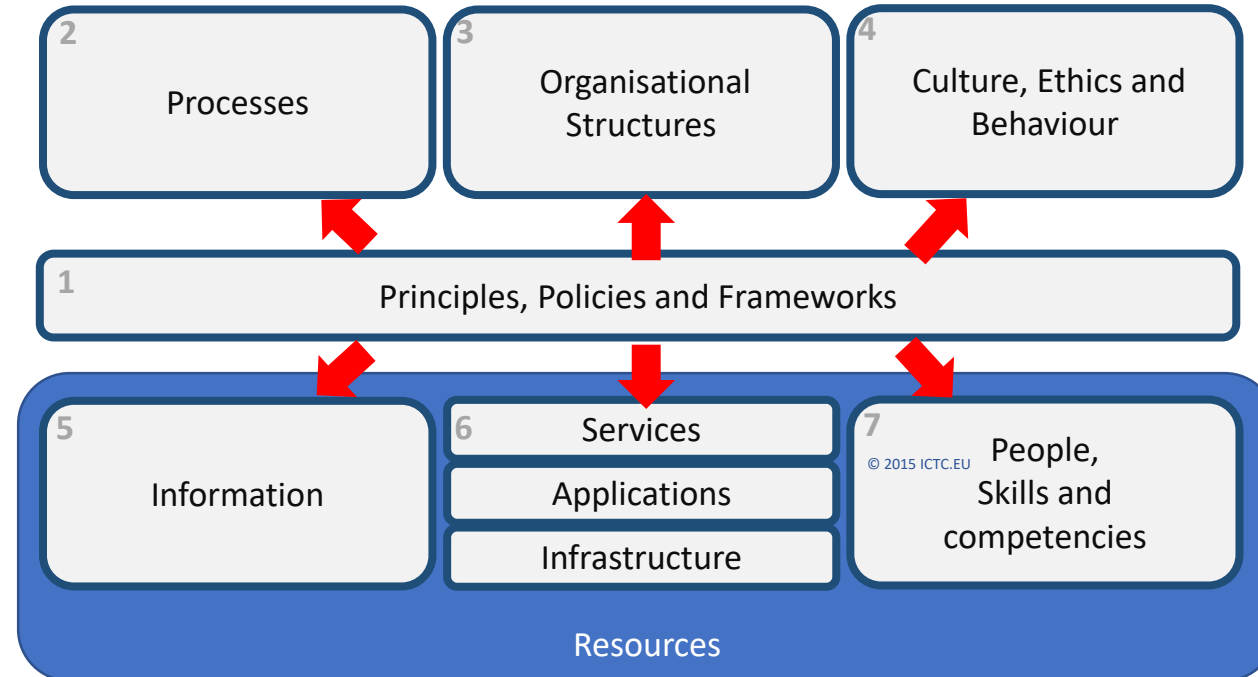 2
Processes
3
Organisational
Structures
4
Culture, Ethics and
Behaviour
1
Principles, Policies and Frameworks
5
Information
6
Services
Applications
Infrastructure
7
© 2015 ICTC.EU
People,
Skills and
competencies
Resources